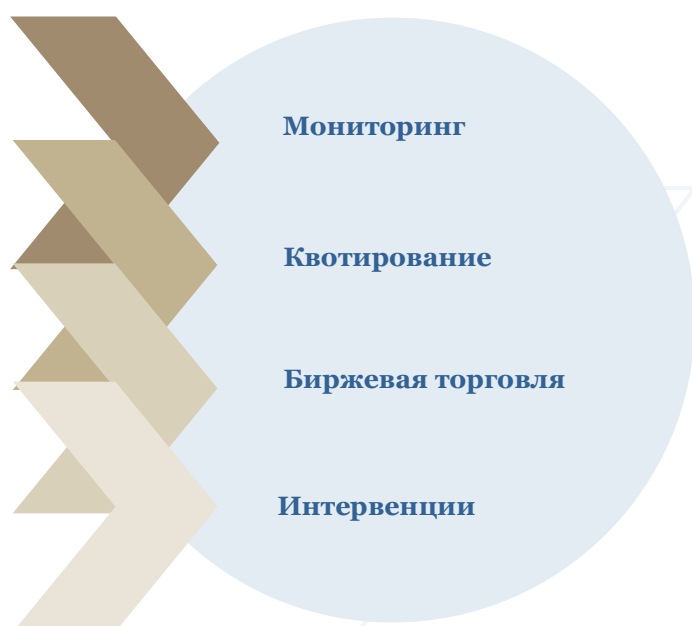 Мониторинг
Квотирование
Биржевая торговля
Интервенции